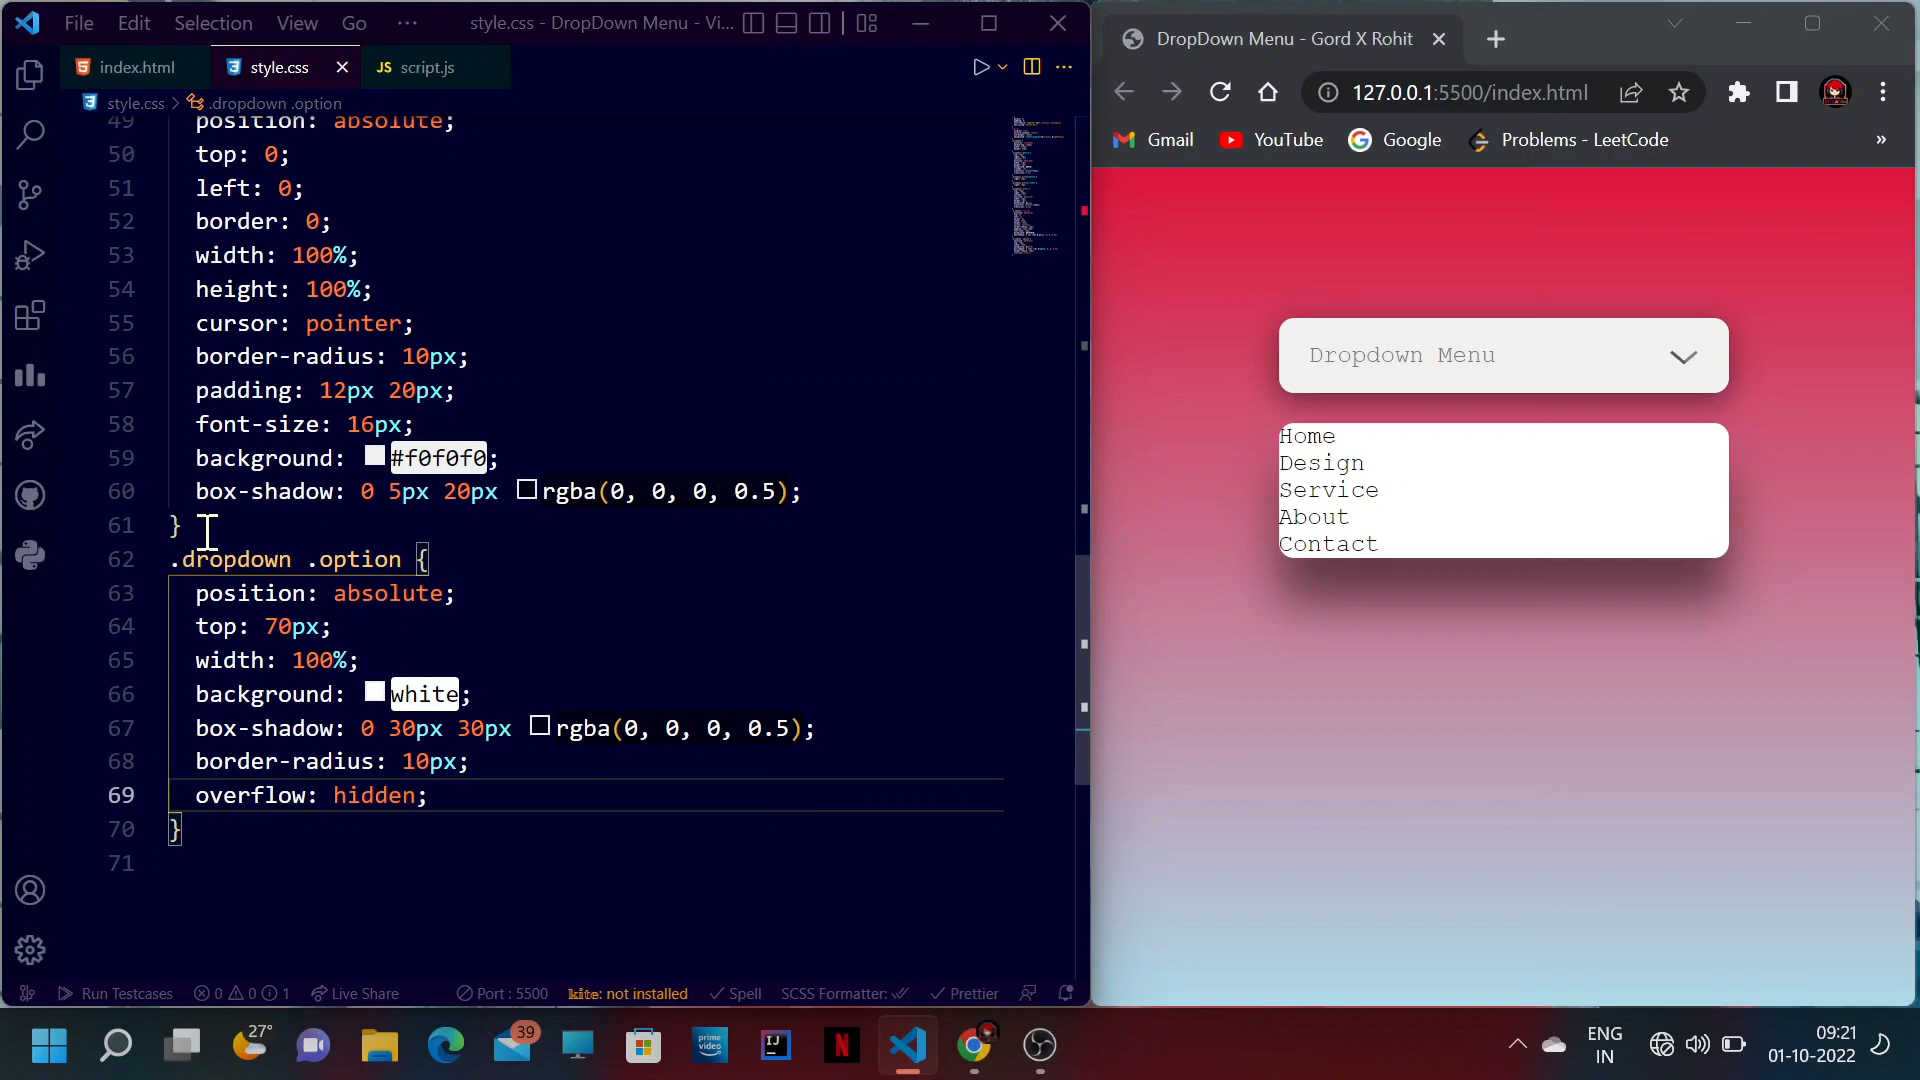 File Edit Selection View Go ··· style.css - DropDown Menu - Vi...
index.html style.css JS script.js
style.css > .dropdown .option
49 position: absolute;
50 top: 0;
51 left: 0;
52 border: 0;
53 width: 100%;
54 height: 100%;
55 cursor: pointer;
56 border-radius: 10px;
57 padding: 12px 20px;
58 font-size: 16px;
59 background: #f0f0f0;
60 box-shadow: 0 5px 20px rgba(0, 0, 0, 0.5);
61 }
62 .dropdown .option {
63 position: absolute;
64 top: 70px;
65 width: 100%;
66 background: white;
67 box-shadow: 0 30px 30px rgba(0, 0, 0, 0.5);
68 border-radius: 10px;
69 overflow: hidden;
70 }
71
Run Testcases 0 0 1 Live Share Port : 5500 kite: not installed Spell SCSS Formatter: Prettier
DropDown Menu - Gord X Rohit
127.0.0.1:5500/index.html
Gmail YouTube Google Problems - LeetCode »
Dropdown Menu
Home
Design
Service
About
Contact
27° 39 prime video IJ N ENG IN 09:21 01-10-2022